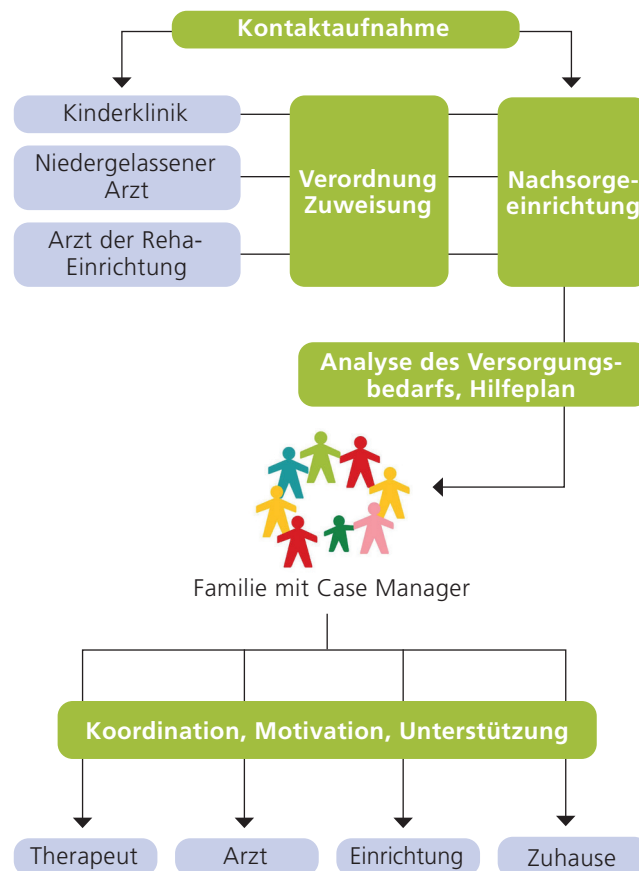 Kontaktaufnahme
Kinderklinik
Niedergelassener
Arzt
Arzt der Reha-
Einrichtung
Verordnung
Zuweisung
Nachsorge-
einrichtung
Analyse des Versorgungs-
bedarfs, Hilfeplan
Familie mit Case Manager
Koordination, Motivation, Unterstützung
Therapeut
Arzt
Einrichtung
Zuhause